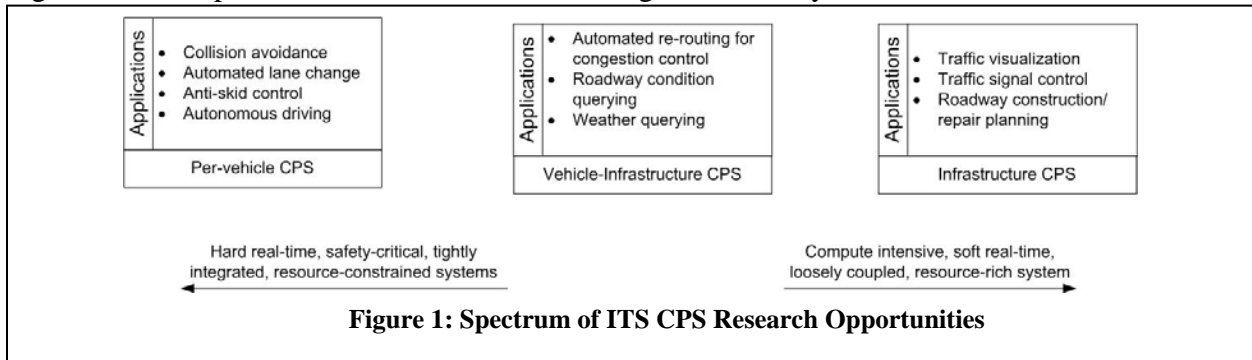 Applications
• Collision avoidance
• Automated lane change
• Anti-skid control
• Autonomous driving
Per-vehicle CPS
Applications
• Automated re-routing for
congestion control
• Roadway condition
querying
• Weather querying
Vehicle-Infrastructure CPS
Applications
• Traffic visualization
• Traffic signal control
• Roadway construction/
repair planning
Infrastructure CPS
Hard real-time, safety-critical, tightly
integrated, resource-constrained systems
Compute intensive, soft real-time,
loosely coupled, resource-rich system
Figure 1: Spectrum of ITS CPS Research Opportunities